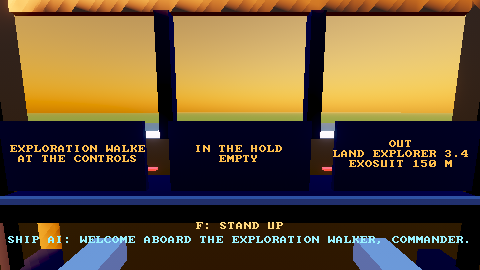 EXPLORATION WALKE
AT THE CONTROLS
IN THE HOLD
EMPTY
OUT
LAND EXPLORER 3.4
EXOSUIT 150 M
F: STAND UP
SHIP AI: WELCOME ABOARD THE EXPLORATION WALKER, COMMANDER.